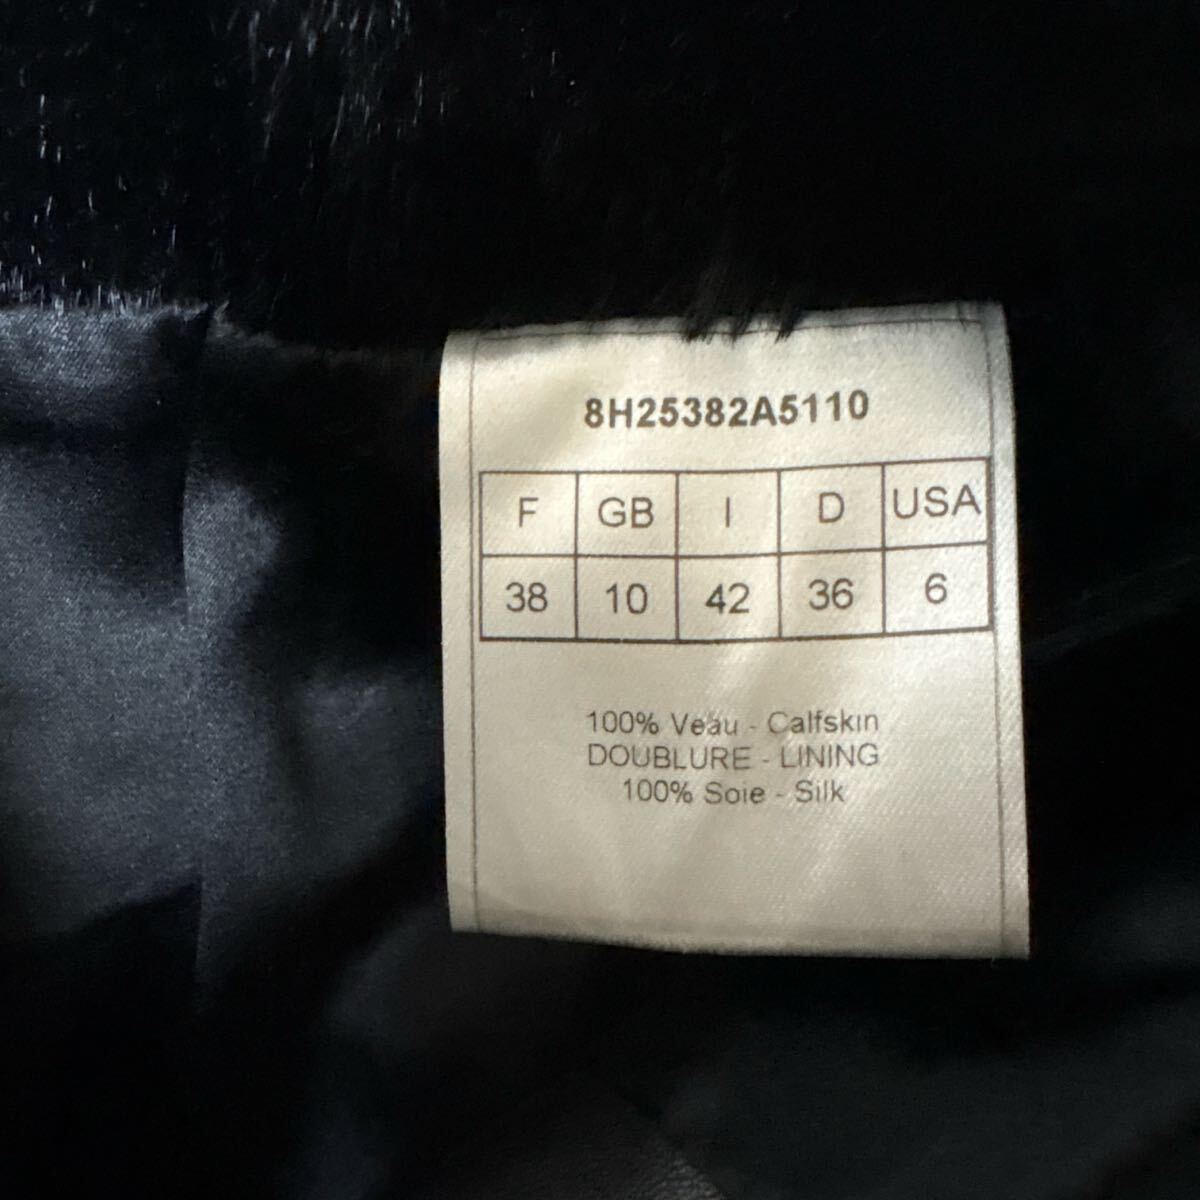 8H25382A5110
F GB I D USA
38 10 42 36 6
100% Veau - Calfskin
DOUBLURE - LINING
100% Soie - Silk